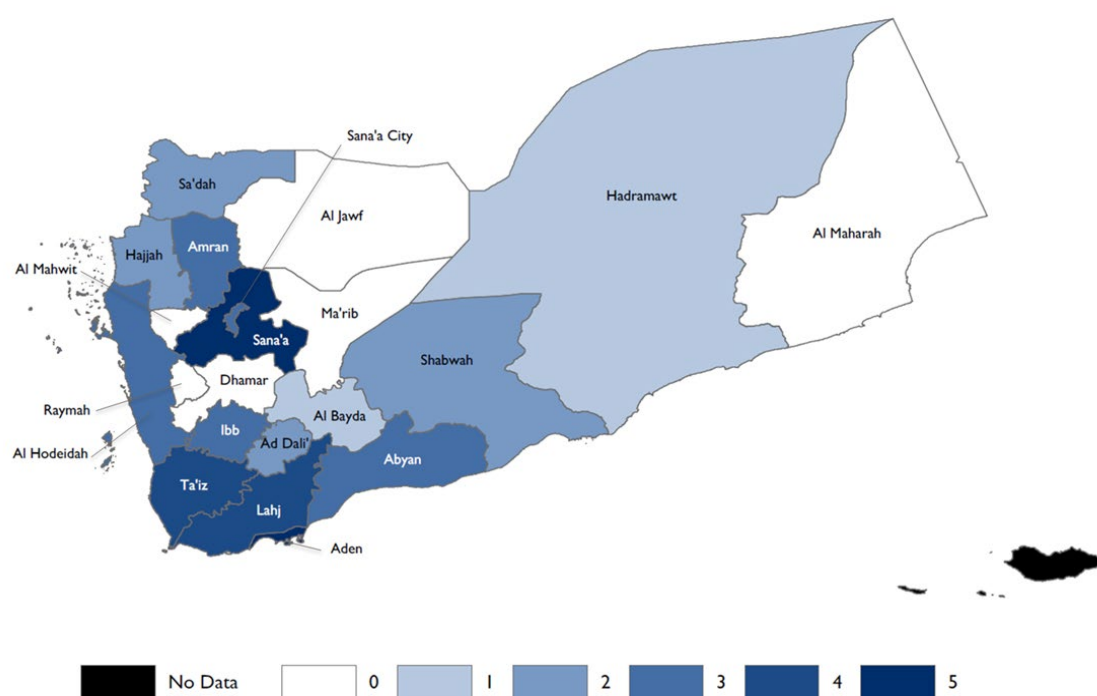 Sana'a City
Sa'dah
Hadramawt
Al Jawf
Al Maharah
Hajjah
Amran
Al Mahwit
Ma'rib
Sana'a
Shabwah
Dhamar
Raymah
Al Bayda
Ibb
Ad Dali'
Al Hodeidah
Abyan
Ta'iz
Lahj
Aden
No Data 0 1 2 3 4 5